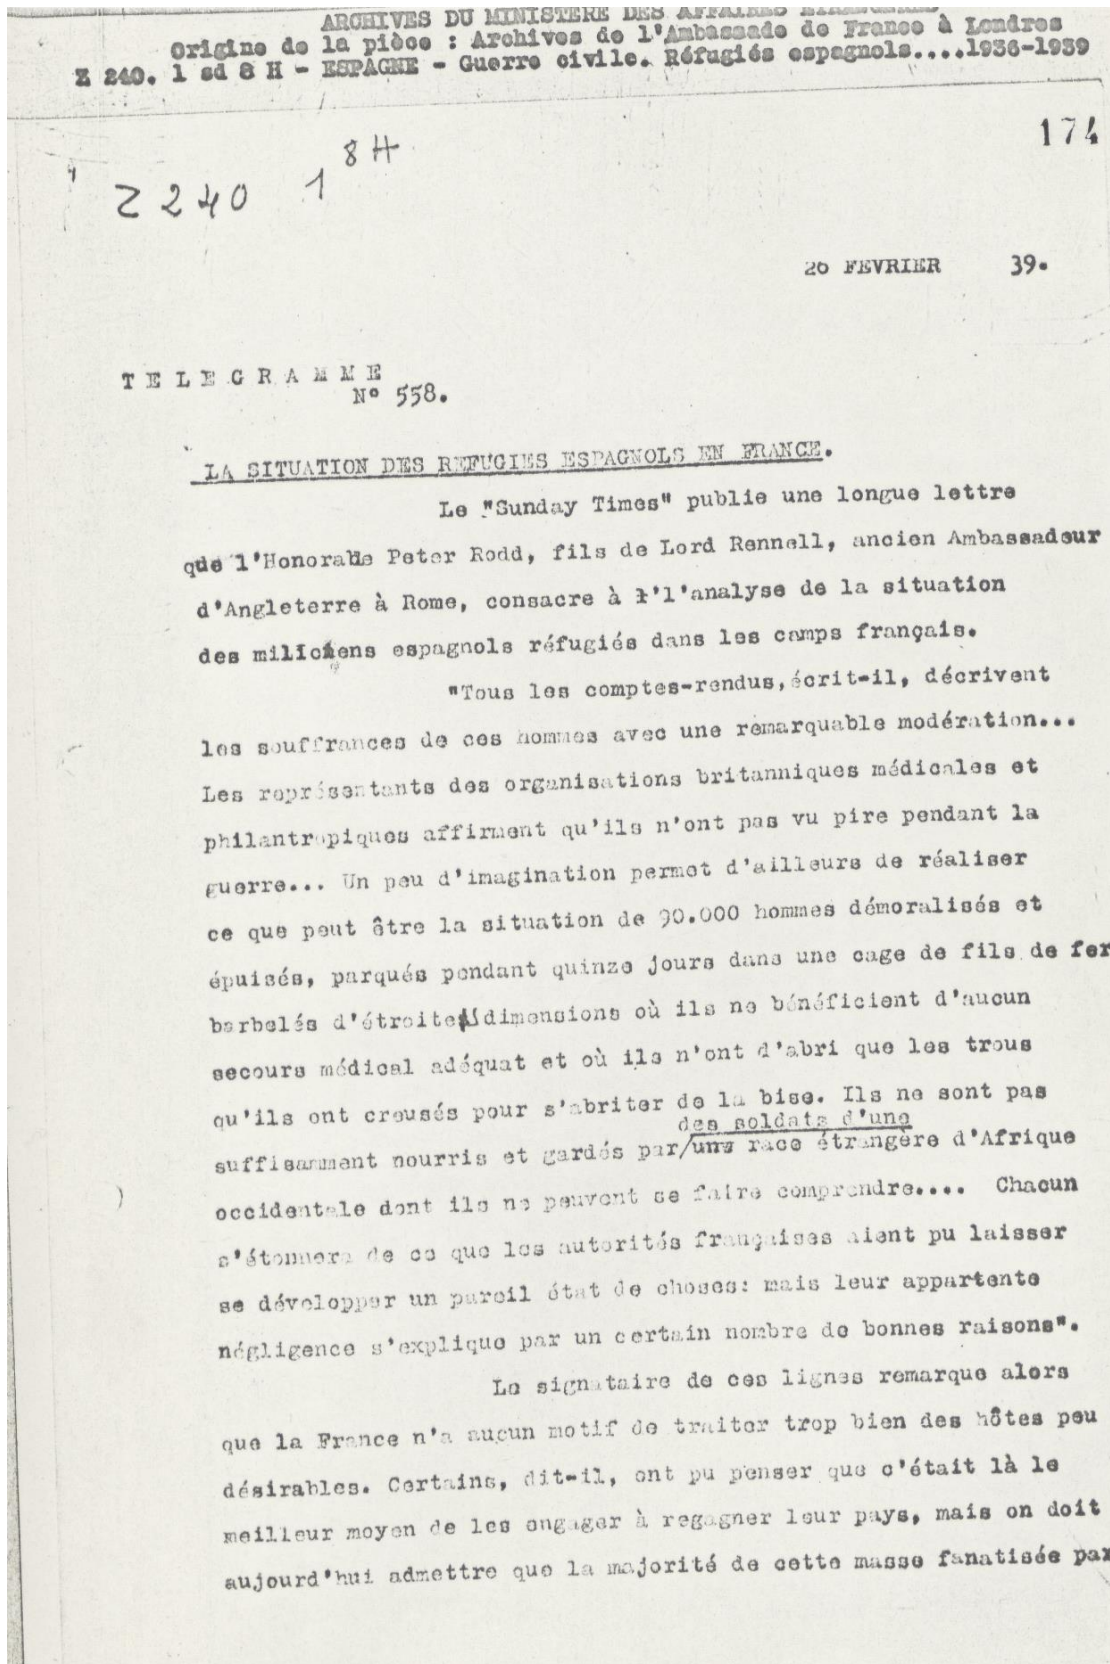 ARCHIVES DU MINISTERE DES AFFAIRES ETRANGERES
Origine de la pièce : Archives de l'Ambassade de France à Londres
Z 240. 1 sd 8 H - ESPAGNE - Guerre civile. Réfugiés espagnols....1936-1939
174
8 H
Z 240 1
26 FEVRIER 39.
TELEGRAMME
N° 558.
LA SITUATION DES REFUGIES ESPAGNOLS EN FRANCE.
Le "Sunday Times" publie une longue lettre
que l'Honorable Peter Rodd, fils de Lord Rennell, ancien Ambassadeur
d'Angleterre à Rome, consacre à l'l'analyse de la situation
des miliciens espagnols réfugiés dans les camps français.
"Tous les comptes-rendus, écrit-il, décrivent
les souffrances de ces hommes avec une remarquable modération...
Les représentants des organisations britanniques médicales et
philantropiques affirment qu'ils n'ont pas vu pire pendant la
guerre... Un peu d'imagination permet d'ailleurs de réaliser
ce que peut être la situation de 90.000 hommes démoralisés et
épuisés, parqués pendant quinze jours dans une cage de fils de fer
barbelés d'étroites dimensions où ils ne bénéficient d'aucun
secours médical adéquat et où ils n'ont d'abri que les trous
qu'ils ont creusés pour s'abriter de la bise. Ils ne sont pas
des soldats d'une
suffisamment nourris et gardés par/une race étrangère d'Afrique
occidentale dont ils ne peuvent se faire comprendre.... Chacun
s'étonnera de ce que les autorités françaises aient pu laisser
se développer un pareil état de choses: mais leur appartente
négligence s'explique par un certain nombre de bonnes raisons".
Le signataire de ces lignes remarque alors
que la France n'a aucun motif de traiter trop bien des hôtes peu
désirables. Certains, dit-il, ont pu penser que c'était là le
meilleur moyen de les engager à regagner leur pays, mais on doit
aujourd'hui admettre que la majorité de cette masse fanatisée par